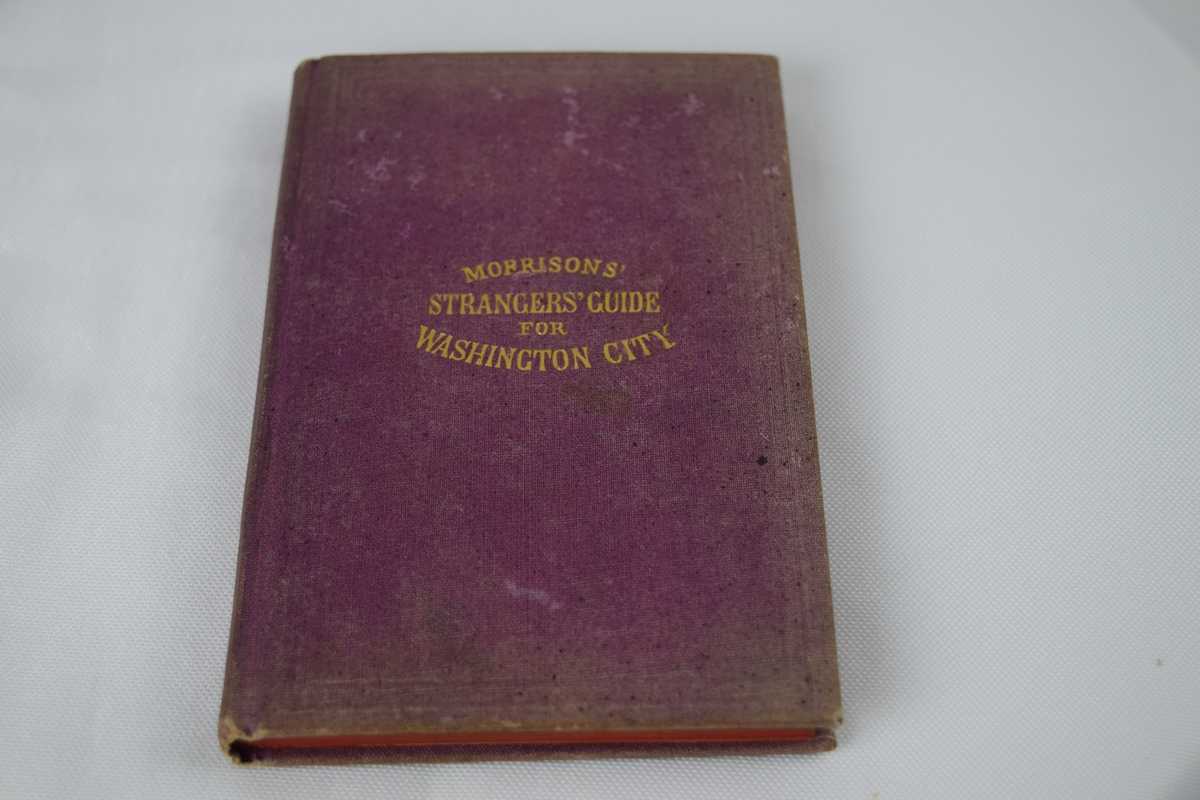 MORRISONS'
STRANGERS' GUIDE
FOR
WASHINGTON CITY